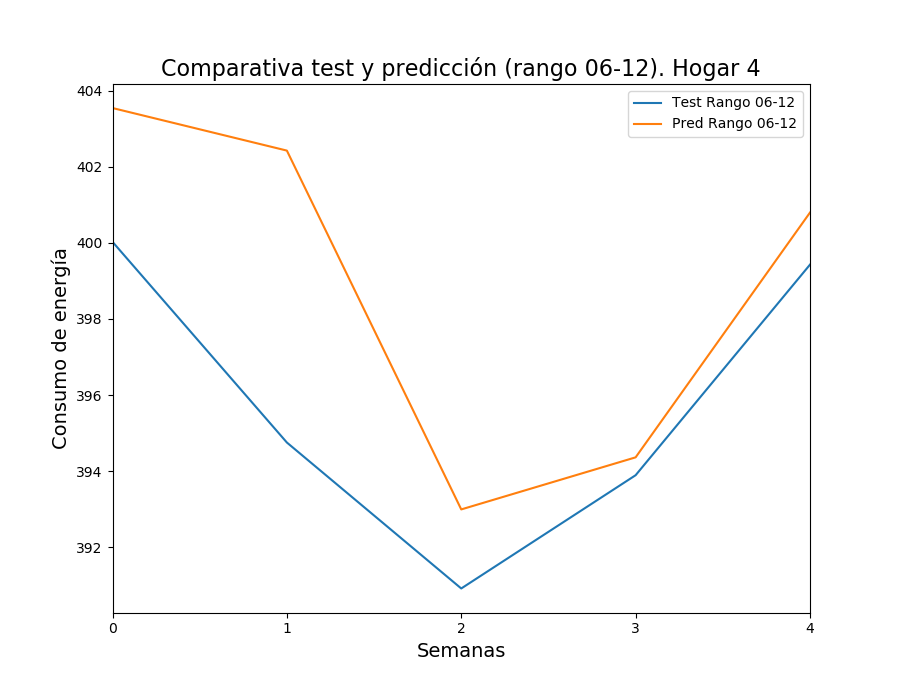 Comparativa test y predicción (rango 06-12). Hogar 4
Test Rango 06-12
Pred Rango 06-12
404
402
400
398
396
394
392
Consumo de energía
0 1 2 3 4
Semanas